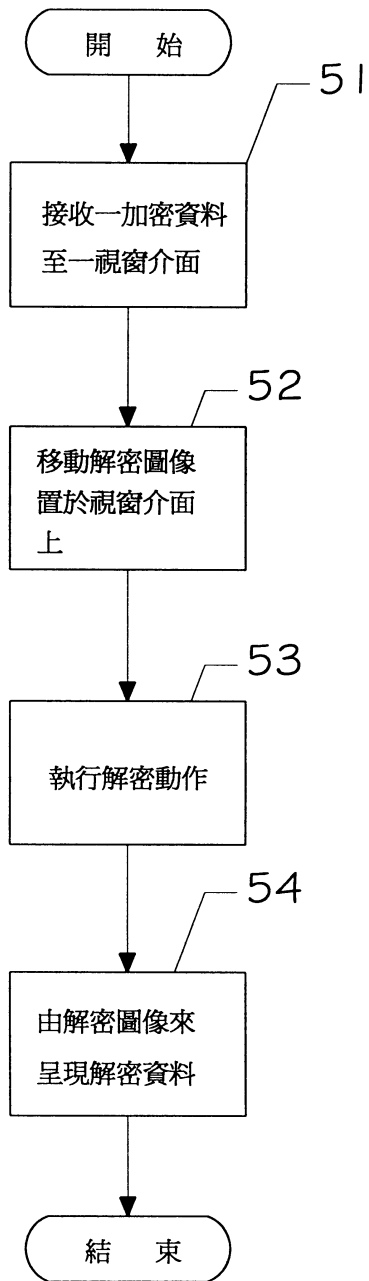 開 始
51
接收一加密資料
至一視窗介面
52
移動解密圖像
置於視窗介面
上
53
執行解密動作
54
由解密圖像來
呈現解密資料
結 束